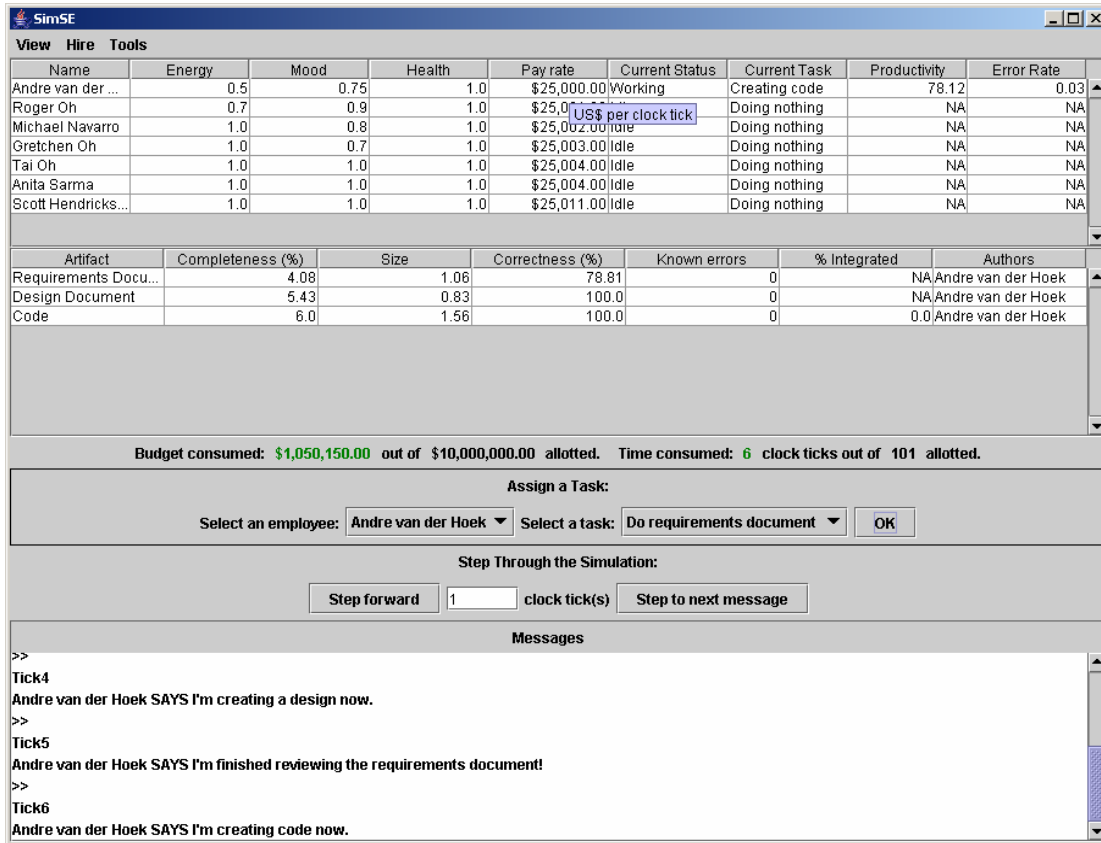 SimSE
View Hire Tools
Name Energy Mood Health Pay rate Current Status Current Task Productivity Error Rate
Andre van der ... 0.5 0.75 1.0 $25,000.00 Working Creating code 78.12 0.03
Roger Oh 0.7 0.9 1.0 Doing nothing NA NA
US$ per clock tick
Michael Navarro 1.0 0.8 1.0 $25,002.00 Idle Doing nothing NA NA
Gretchen Oh 1.0 0.7 1.0 $25,003.00 Idle Doing nothing NA NA
Tai Oh 1.0 1.0 1.0 $25,004.00 Idle Doing nothing NA NA
Anita Sarma 1.0 1.0 1.0 $25,004.00 Idle Doing nothing NA NA
Scott Hendricks... 1.0 1.0 1.0 $25,011.00 Idle Doing nothing NA NA
Artifact Completeness (%) Size Correctness (%) Known errors % Integrated Authors
Requirements Docu... 4.08 1.06 78.81 0 NA Andre van der Hoek
Design Document 5.43 0.83 100.0 0 NA Andre van der Hoek
Code 6.0 1.56 100.0 0 0.0 Andre van der Hoek
Budget consumed: $1,050,150.00 out of $10,000,000.00 allotted. Time consumed: 6 clock ticks out of 101 allotted.
Assign a Task:
Select an employee: Andre van der Hoek Select a task: Do requirements document OK
Step Through the Simulation:
Step forward 1 clock tick(s) Step to next message
Messages
>>
Tick4
Andre van der Hoek SAYS I'm creating a design now.
>>
Tick5
Andre van der Hoek SAYS I'm finished reviewing the requirements document!
>>
Tick6
Andre van der Hoek SAYS I'm creating code now.